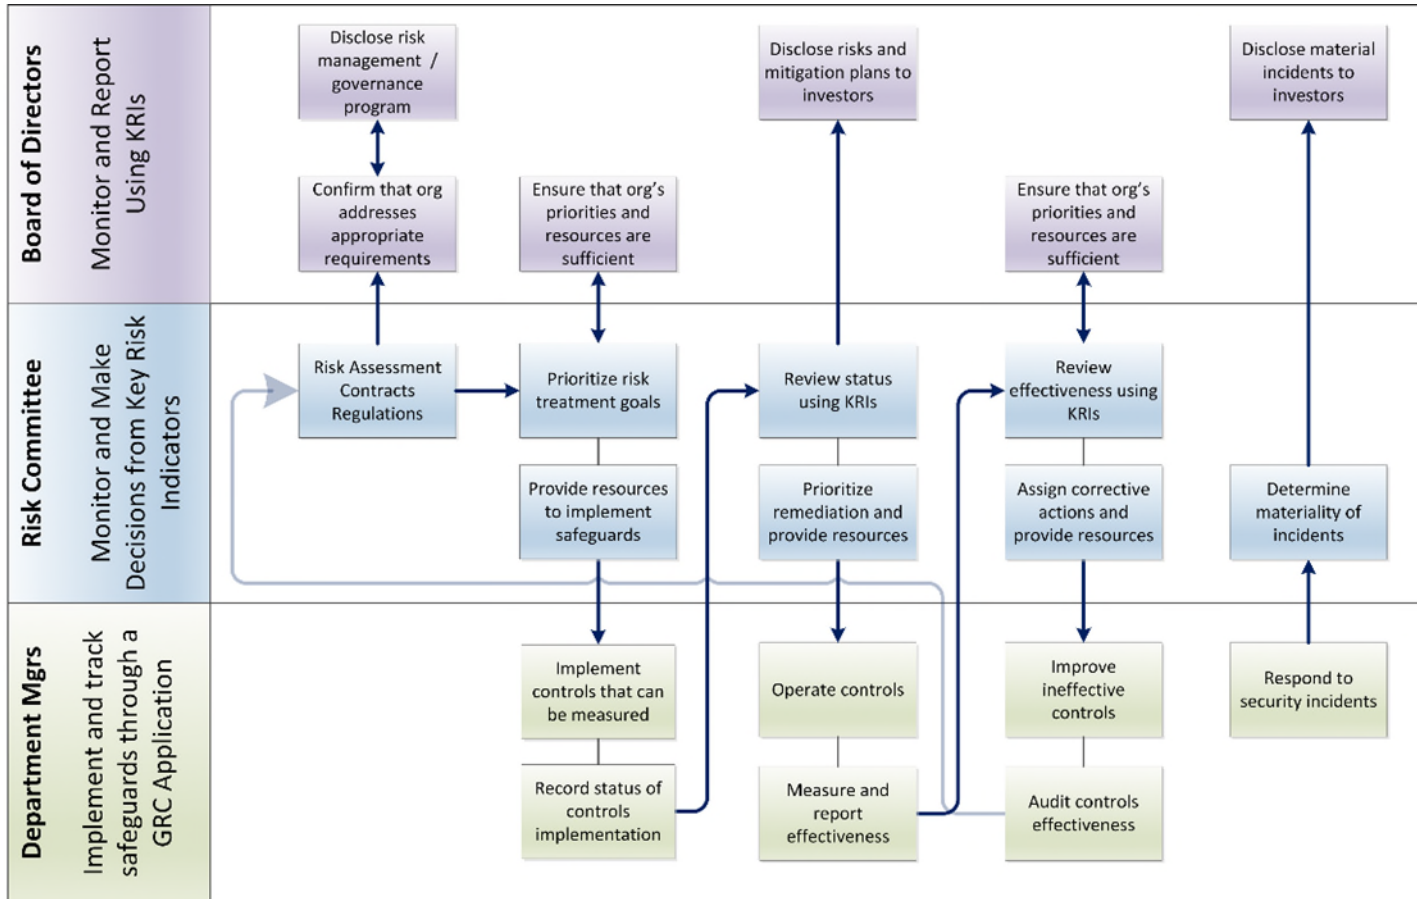 Board of Directors
Monitor and Report
Using KRIs
Disclose risk
management /
governance
program
Disclose risks and
mitigation plans to
investors
Disclose material
incidents to
investors
Confirm that org
addresses
appropriate
requirements
Ensure that org's
priorities and
resources are
sufficient
Ensure that org's
priorities and
resources are
sufficient
Risk Committee
Monitor and Make
Decisions from Key Risk
Indicators
Risk Assessment
Contracts
Regulations
Prioritize risk
treatment goals
Review status
using KRIs
Review
effectiveness using
KRIs
Provide resources
to implement
safeguards
Prioritize
remediation and
provide resources
Assign corrective
actions and
provide resources
Determine
materiality of
incidents
Department Mgrs
Implement and track
safeguards through a
GRC Application
Implement
controls that can
be measured
Operate controls
Improve
ineffective
controls
Respond to
security incidents
Record status of
controls
implementation
Measure and
report
effectiveness
Audit controls
effectiveness